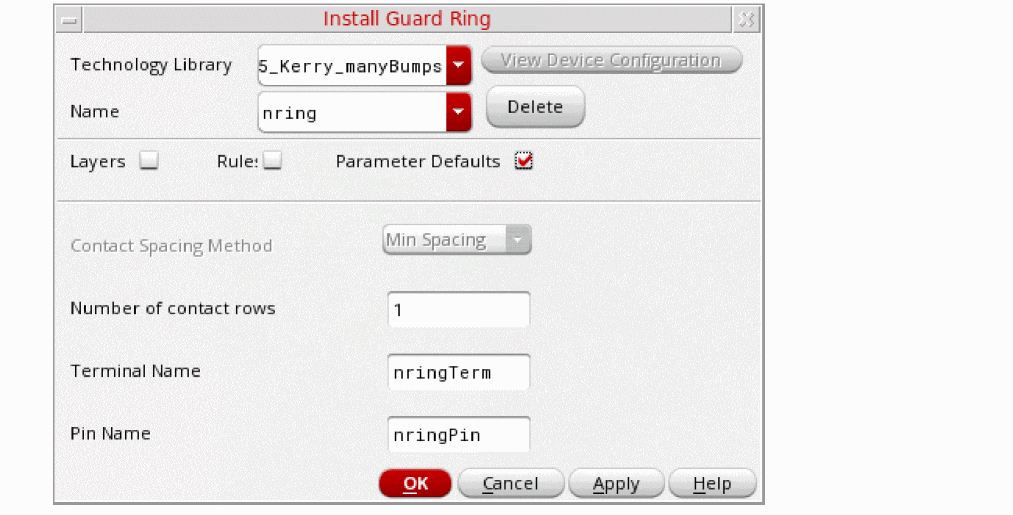 Install Guard Ring
Technology Library 5_Kerry_manyBumps View Device Configuration
Name nring Delete
Layers Rule: Parameter Defaults
Contact Spacing Method Min Spacing
Number of contact rows 1
Terminal Name nringTerm
Pin Name nringPin
OK Cancel Apply Help